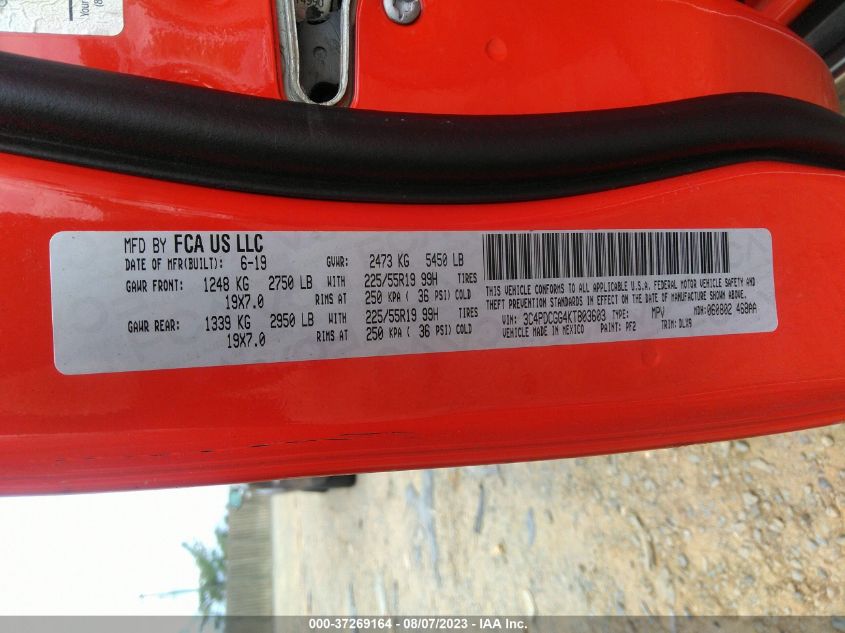 Your
MFD BY FCA US LLC
DATE OF MFR(BUILT): 6-19 GVWR: 2473 KG 5450 LB
GAWR FRONT: 1248 KG 2750 LB WITH 225/55R19 99H TIRES
19X7.0 RIMS AT 250 KPA ( 36 PSI) COLD
GAWR REAR: 1339 KG 2950 LB WITH 225/55R19 99H TIRES
19X7.0 RIMS AT 250 KPA ( 36 PSI) COLD
THIS VEHICLE CONFORMS TO ALL APPLICABLE U.S.A. FEDERAL MOTOR VEHICLE SAFETY AND
THEFT PREVENTION STANDARDS IN EFFECT ON THE DATE OF MANUFACTURE SHOWN ABOVE.
VIN: 3C4PDCGG4KT803603 TYPE: MPV MDH: 060802 468AA
VEHICLE MADE IN MEXICO PAINT: PF2 TRIM: DLX9
000-37269164 - 08/07/2023 - IAA Inc.